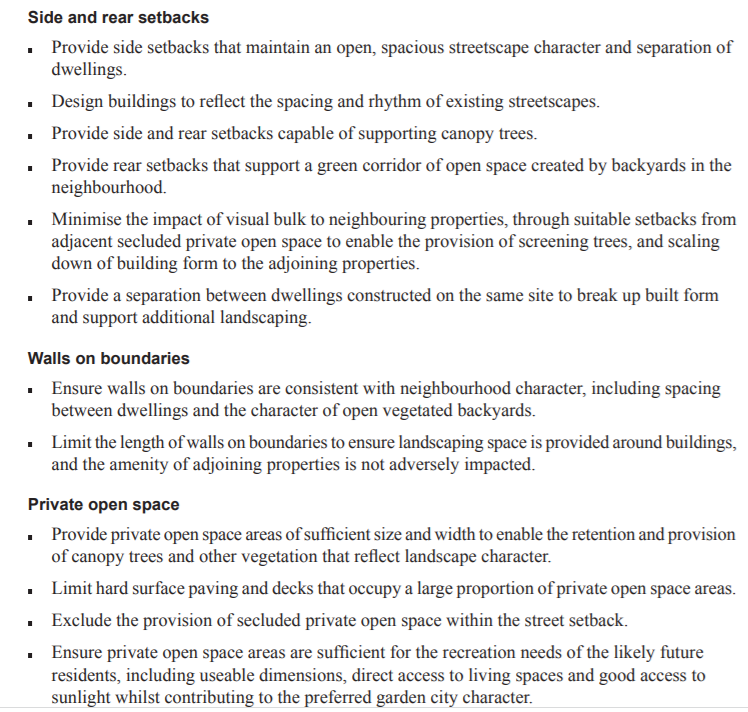 Side and rear setbacks
▪ Provide side setbacks that maintain an open, spacious streetscape character and separation of
dwellings.
▪ Design buildings to reflect the spacing and rhythm of existing streetscapes.
▪ Provide side and rear setbacks capable of supporting canopy trees.
▪ Provide rear setbacks that support a green corridor of open space created by backyards in the
neighbourhood.
▪ Minimise the impact of visual bulk to neighbouring properties, through suitable setbacks from
adjacent secluded private open space to enable the provision of screening trees, and scaling
down of building form to the adjoining properties.
▪ Provide a separation between dwellings constructed on the same site to break up built form
and support additional landscaping.
Walls on boundaries
▪ Ensure walls on boundaries are consistent with neighbourhood character, including spacing
between dwellings and the character of open vegetated backyards.
▪ Limit the length of walls on boundaries to ensure landscaping space is provided around buildings,
and the amenity of adjoining properties is not adversely impacted.
Private open space
▪ Provide private open space areas of sufficient size and width to enable the retention and provision
of canopy trees and other vegetation that reflect landscape character.
▪ Limit hard surface paving and decks that occupy a large proportion of private open space areas.
▪ Exclude the provision of secluded private open space within the street setback.
▪ Ensure private open space areas are sufficient for the recreation needs of the likely future
residents, including useable dimensions, direct access to living spaces and good access to
sunlight whilst contributing to the preferred garden city character.